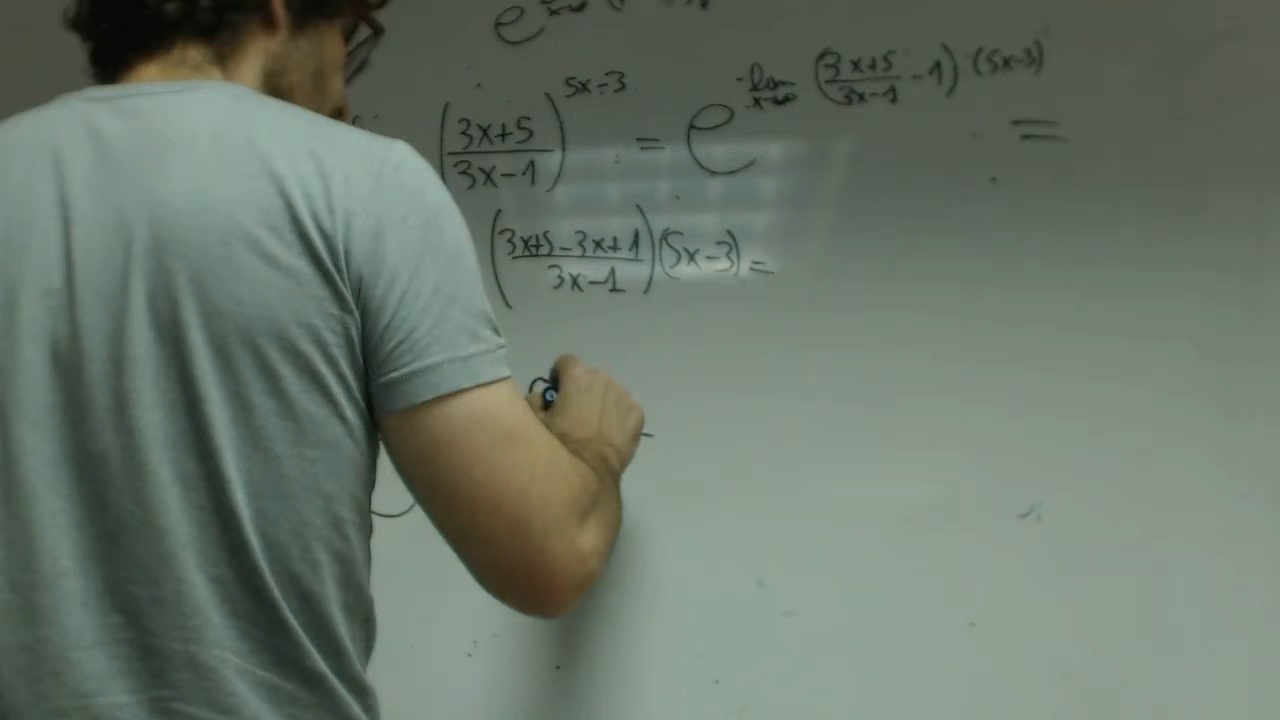 e
(3x+5/3x-1)^(5x-3) = e^(lim x→∞ (3x+5/3x-1 - 1)·(5x-3)) =
(3x+5-3x+1/3x-1)(5x-3) =